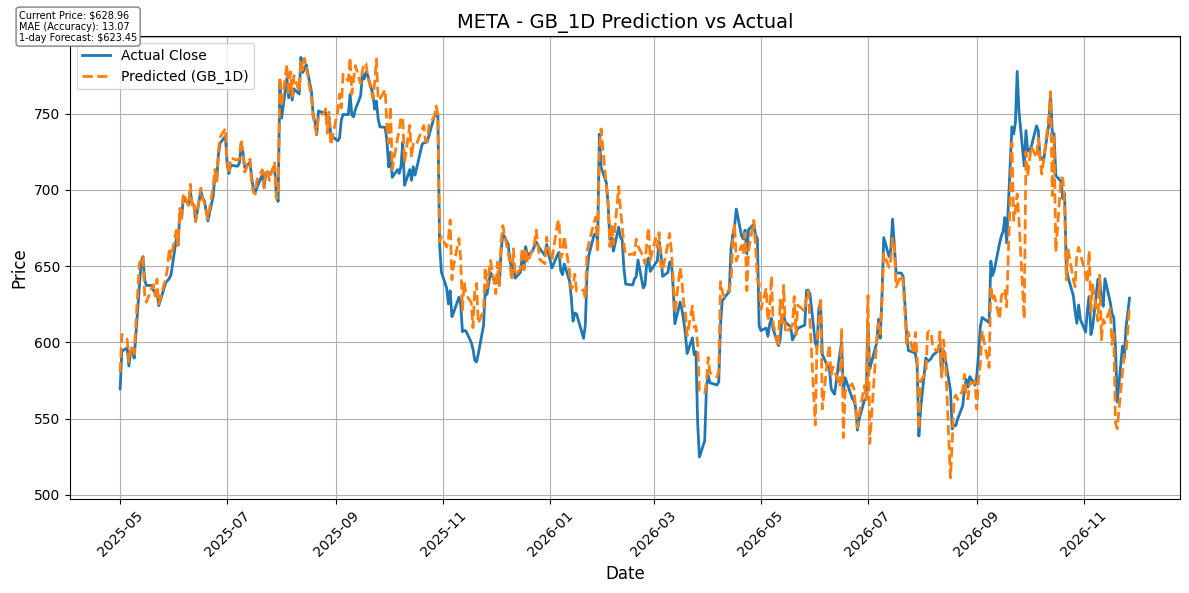 META - GB_1D Prediction vs Actual
Current Price: $628.96
MAE (Accuracy): 13.07
1-day Forecast: $623.45
Actual Close
Predicted (GB_1D)
Price
750
700
650
600
550
500
2025-05
2025-07
2025-09
2025-11
2026-01
2026-03
2026-05
2026-07
2026-09
2026-11
Date